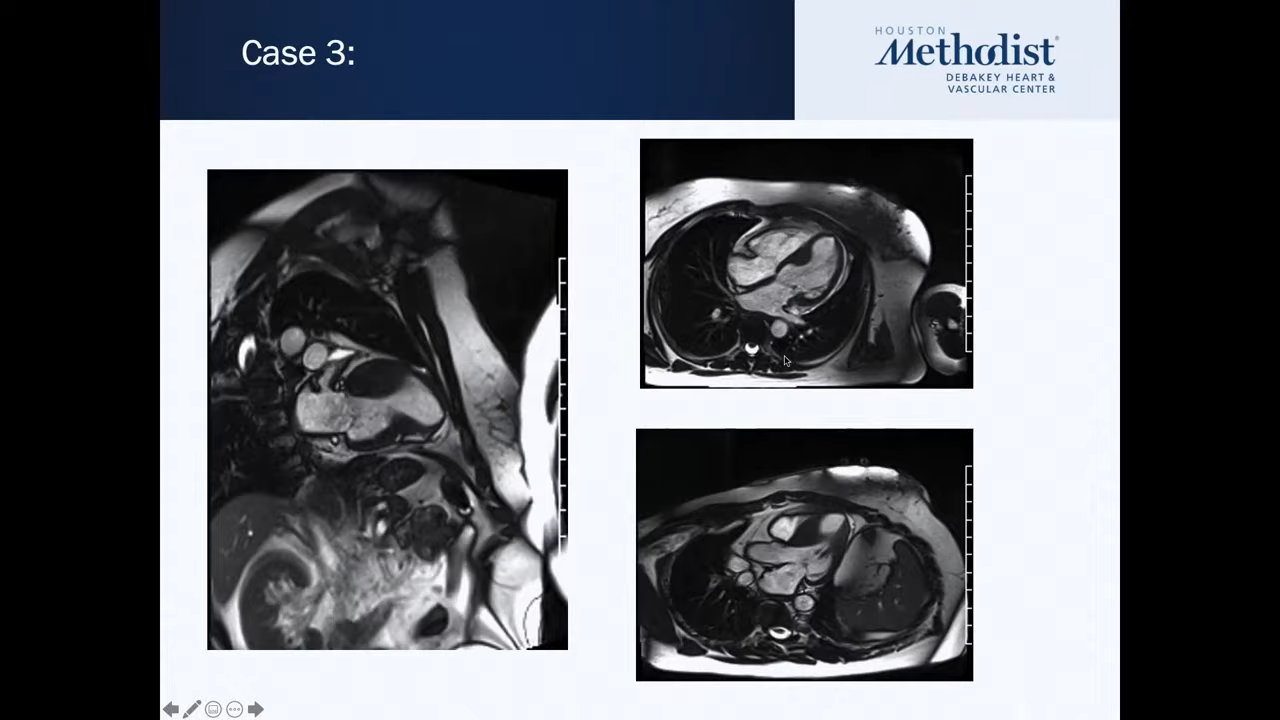 Case 3:
HOUSTON
Methodist®
DEBAKEY HEART &
VASCULAR CENTER